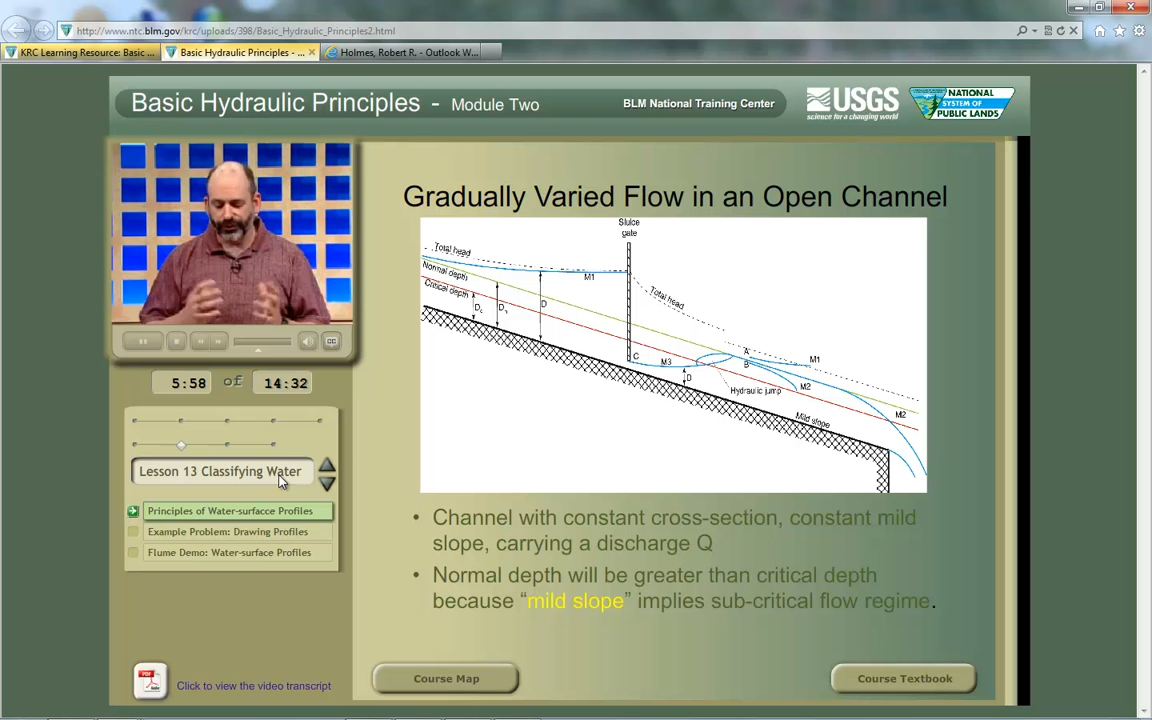 http://www.ntc.blm.gov/krc/uploads/398/Basic_Hydraulic_Principles2.html
KRC Learning Resource: Basic ...
Basic Hydraulic Principles - ...
Holmes, Robert R. - Outlook W...
Basic Hydraulic Principles - Module Two
BLM National Training Center
USGS
science for a changing world
NATIONAL
SYSTEM OF
PUBLIC LANDS
Gradually Varied Flow in an Open Channel
Sluice
gate
Total head
M1
Normal depth
Critical depth
Total head
Dc
Dn
D
C
M3
D
A
B
M1
M2
Hydraulic jump
Mild slope
M2
CC
5:58 of 14:32
Lesson 13 Classifying Water
Principles of Water-surfacce Profiles
Example Problem: Drawing Profiles
Flume Demo: Water-surface Profiles
• Channel with constant cross-section, constant mild
slope, carrying a discharge Q
• Normal depth will be greater than critical depth
because “mild slope” implies sub-critical flow regime.
Click to view the video transcript
Course Map
Course Textbook